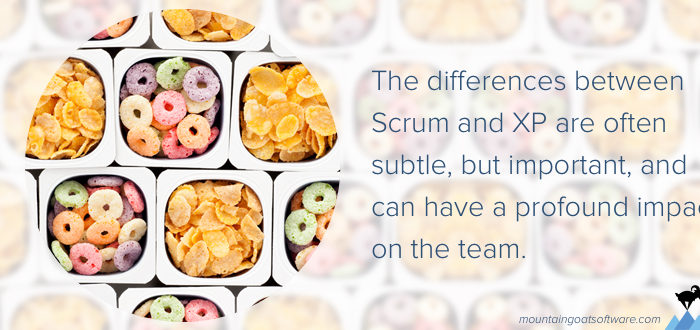 The differences between
Scrum and XP are often
subtle, but important, and
can have a profound impac
on the team.
mountaingoatsoftware.com